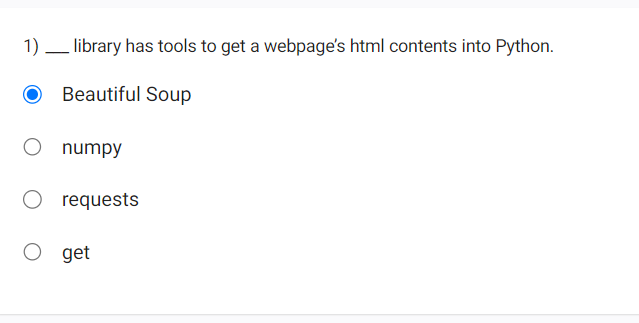 1) ___ library has tools to get a webpage's html contents into Python.
Beautiful Soup
numpy
requests
get